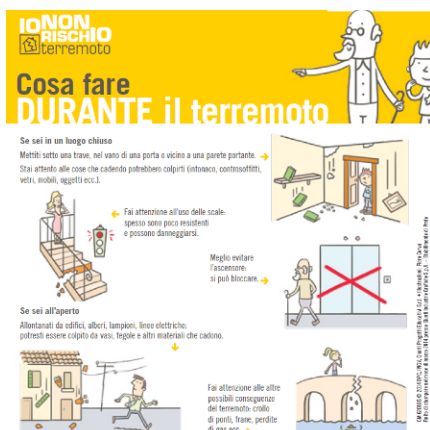 IO NON
RISCHIO
terremoto
Cosa fare
DURANTE il terremoto
Se sei in un luogo chiuso
Mettiti sotto una trave, nel vano di una porta o vicino a una parete portante.
Stai attento alle cose che cadendo potrebbero colpirti (intonaco, controsoffitti,
vetri, mobili, oggetti ecc.).
Fai attenzione all'uso delle scale:
spesso sono poco resistenti
e possono danneggiarsi.
Meglio evitare
l'ascensore:
si può bloccare.
Se sei all'aperto
Allontanati da edifici, alberi, lampioni, linee elettriche:
potresti essere colpito da vasi, tegole e altri materiali che cadono.
Fai attenzione alle altre
possibili conseguenze
del terremoto: crollo
di ponti, frane, perdite
di gas ecc.